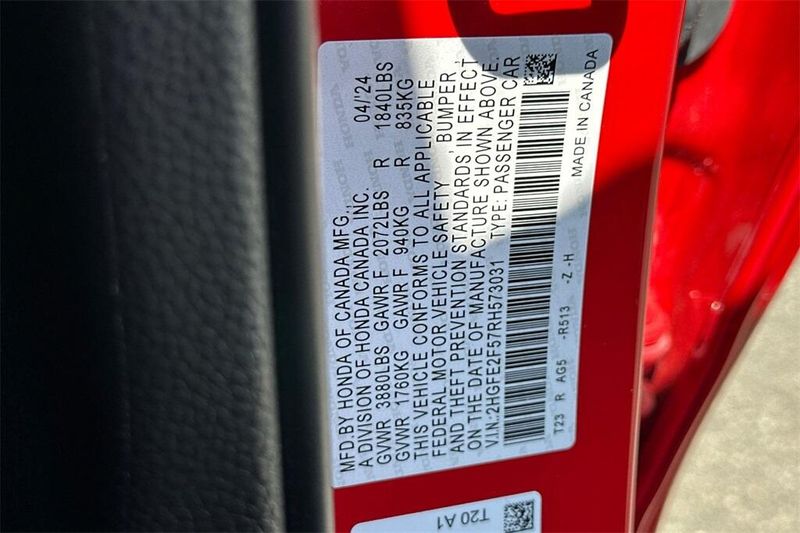 MFD.BY HONDA OF CANADA MFG., 04/'24
A DIVISION OF HONDA CANADA INC.
GVWR 3880LBS GAWR F 2072LBS R 1840LBS
GVWR 1760KG GAWR F 940KG R 835KG
THIS VEHICLE CONFORMS TO ALL APPLICABLE
FEDERAL MOTOR VEHICLE SAFETY , BUMPER ,
AND THEFT PREVENTION STANDARDS IN EFFECT
ON THE DATE OF MANUFACTURE SHOWN ABOVE.
V.I.N.:2HGFE2F57RH573031 TYPE: PASSENGER CAR
T23 R AG5 -R513 -Z -H
MADE IN CANADA
T20 A1